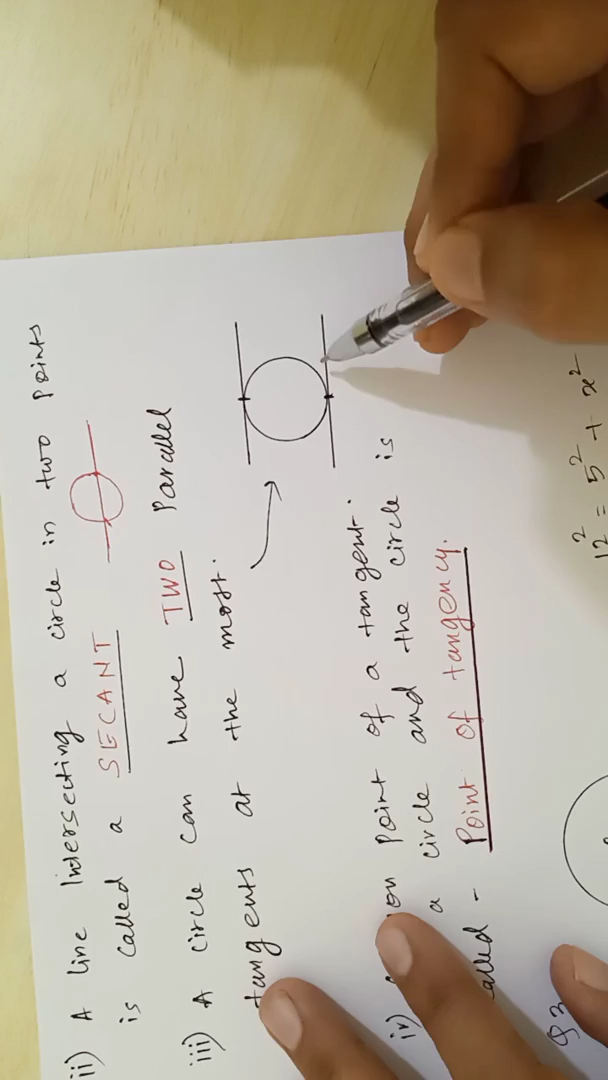 ii) A line Intersecting a circle in two points
is called a SECANT
iii) A circle can have TWO Parallel
tangents at the most.
iv) Point of a tangent.
a circle and the circle is
Point of tangency.
12² = 5² + x²